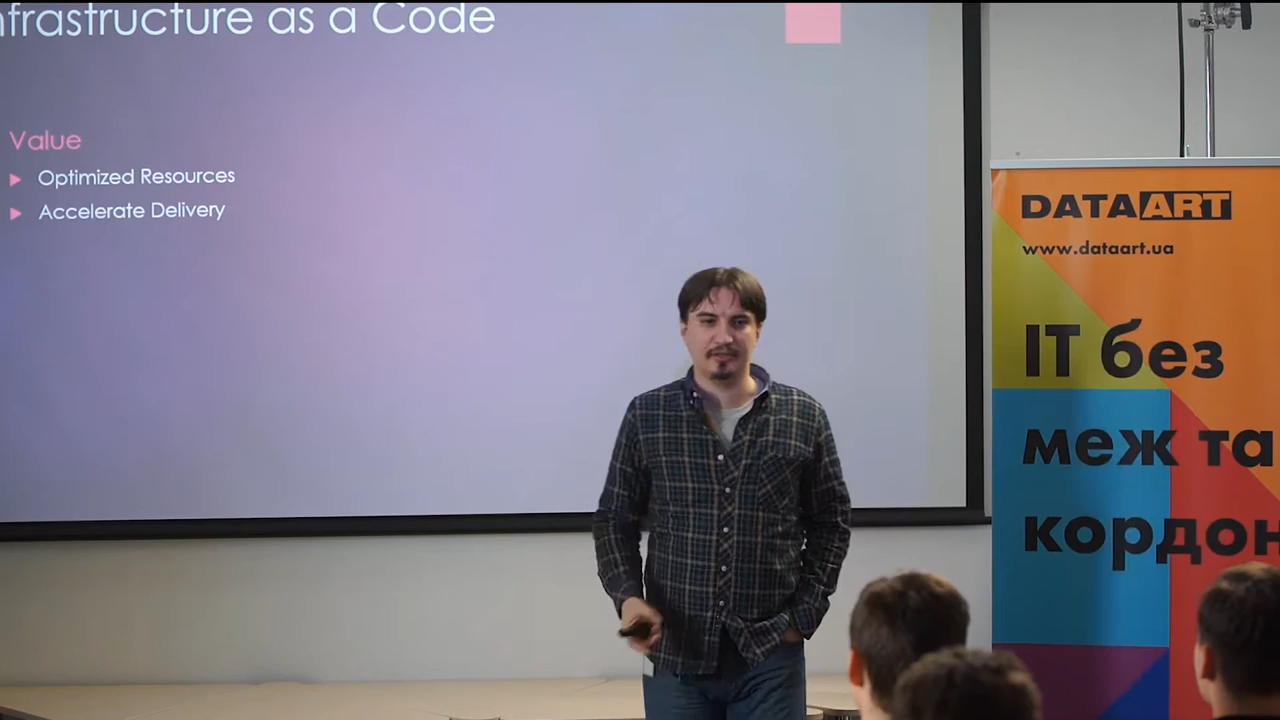 nfrastructure as a Code
Value
Optimized Resources
Accelerate Delivery
DATAART
www.dataart.ua
IT без
меж та
кордон